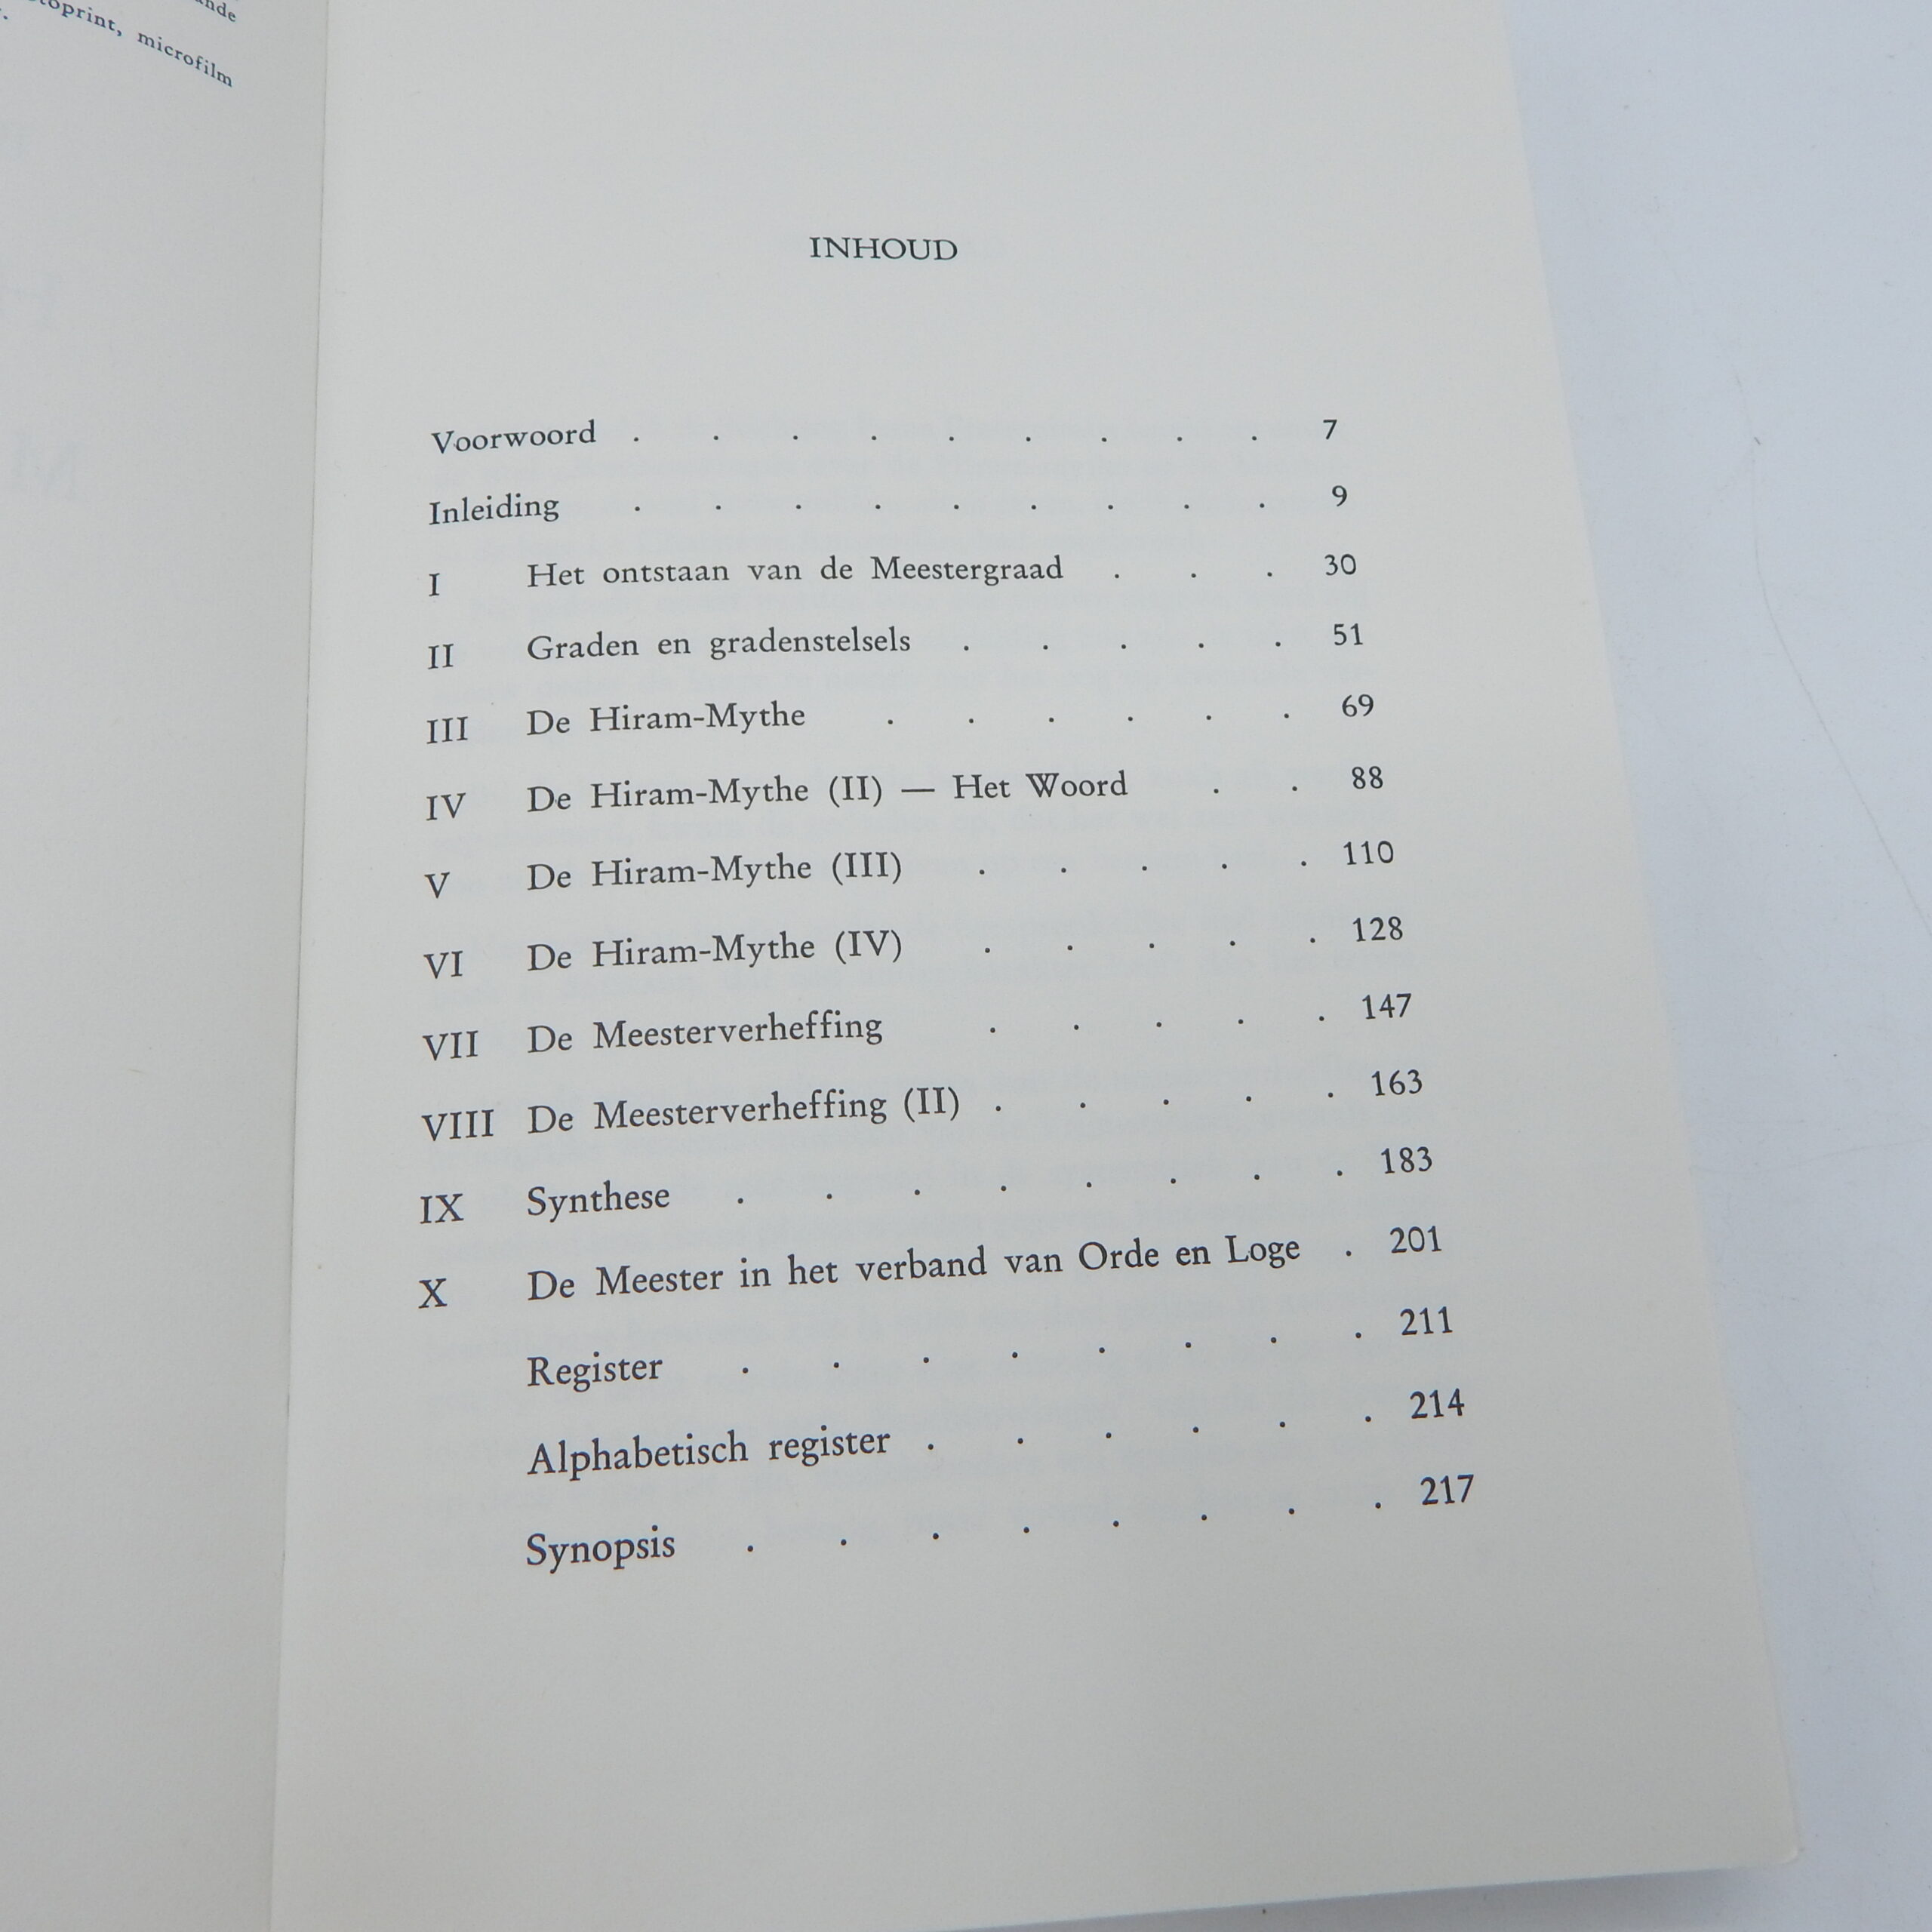 microfilm
INHOUD
Voorwoord . . . . . . . . . 7
Inleiding . . . . . . . . . 9
I Het ontstaan van de Meestergraad . . . 30
II Graden en gradenstelsels . . . . . 51
III De Hiram-Mythe . . . . . . 69
IV De Hiram-Mythe (II) — Het Woord . . 88
V De Hiram-Mythe (III) . . . . . 110
VI De Hiram-Mythe (IV) . . . . . 128
VII De Meesterverheffing . . . . . 147
VIII De Meesterverheffing (II) . . . . . 163
IX Synthese . . . . . . . . 183
X De Meester in het verband van Orde en Loge . 201
Register . . . . . . . . 211
Alphabetisch register . . . . . . 214
Synopsis . . . . . . . . 217